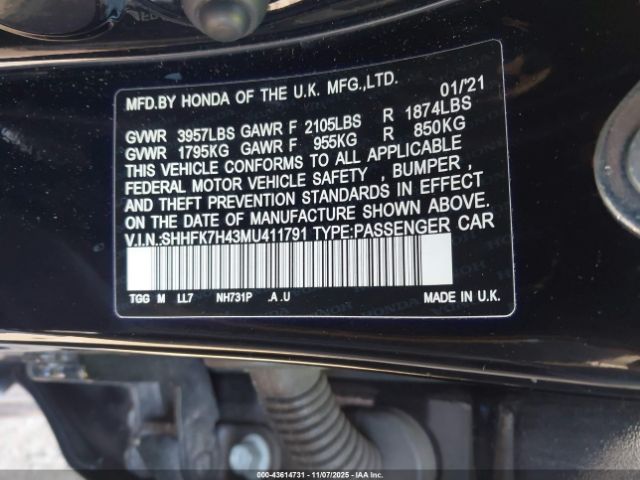 MFD.BY HONDA OF THE U.K. MFG.,LTD. 01/'21
GVWR 3957LBS GAWR F 2105LBS R 1874LBS
GVWR 1795KG GAWR F 955KG R 850KG
THIS VEHICLE CONFORMS TO ALL APPLICABLE
FEDERAL MOTOR VEHICLE SAFETY , BUMPER ,
AND THEFT PREVENTION STANDARDS IN EFFECT
ON THE DATE OF MANUFACTURE SHOWN ABOVE.
V.I.N.:SHHFK7H43MU411791 TYPE:PASSENGER CAR
TGG M LL7 NH731P .A.U MADE IN U.K.
© IAA - 43614731 - 11/07/2025 - IAAI.COM